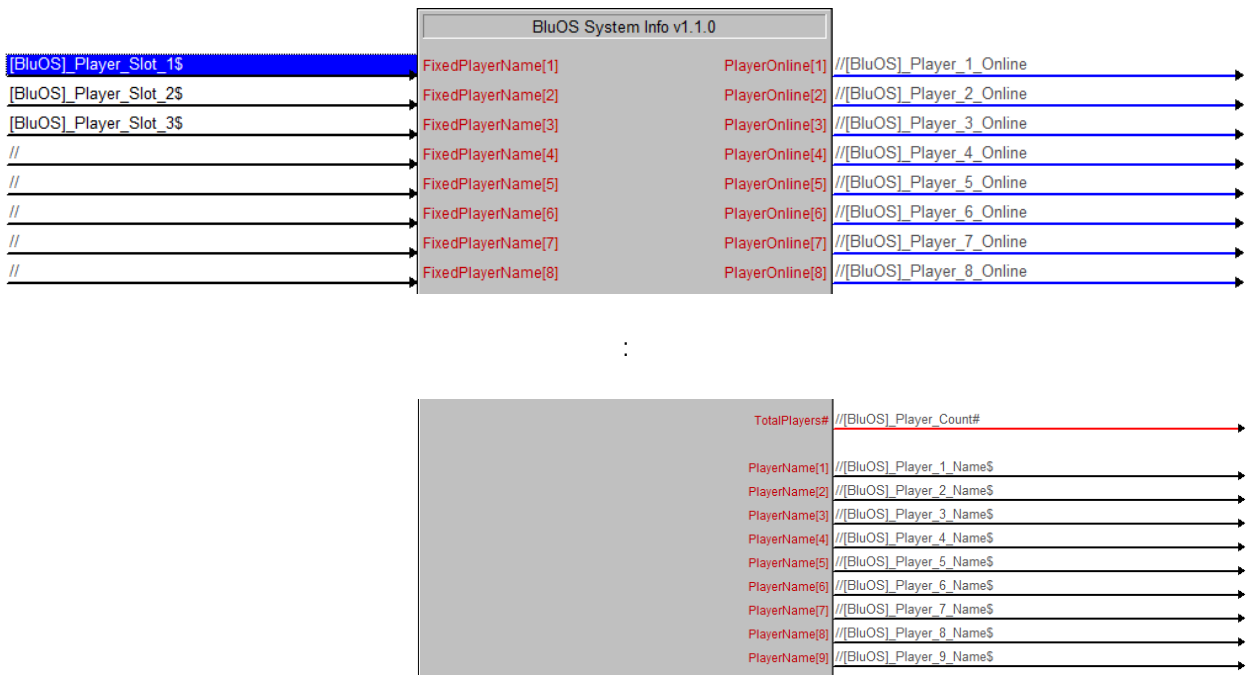 BluOS System Info v1.1.0
[BluOS]_Player_Slot_1$ FixedPlayerName[1] PlayerOnline[1] //[BluOS]_Player_1_Online
[BluOS]_Player_Slot_2$ FixedPlayerName[2] PlayerOnline[2] //[BluOS]_Player_2_Online
[BluOS]_Player_Slot_3$ FixedPlayerName[3] PlayerOnline[3] //[BluOS]_Player_3_Online
// FixedPlayerName[4] PlayerOnline[4] //[BluOS]_Player_4_Online
// FixedPlayerName[5] PlayerOnline[5] //[BluOS]_Player_5_Online
// FixedPlayerName[6] PlayerOnline[6] //[BluOS]_Player_6_Online
// FixedPlayerName[7] PlayerOnline[7] //[BluOS]_Player_7_Online
// FixedPlayerName[8] PlayerOnline[8] //[BluOS]_Player_8_Online
:
TotalPlayers# //[BluOS]_Player_Count#
PlayerName[1] //[BluOS]_Player_1_Name$
PlayerName[2] //[BluOS]_Player_2_Name$
PlayerName[3] //[BluOS]_Player_3_Name$
PlayerName[4] //[BluOS]_Player_4_Name$
PlayerName[5] //[BluOS]_Player_5_Name$
PlayerName[6] //[BluOS]_Player_6_Name$
PlayerName[7] //[BluOS]_Player_7_Name$
PlayerName[8] //[BluOS]_Player_8_Name$
PlayerName[9] //[BluOS]_Player_9_Name$